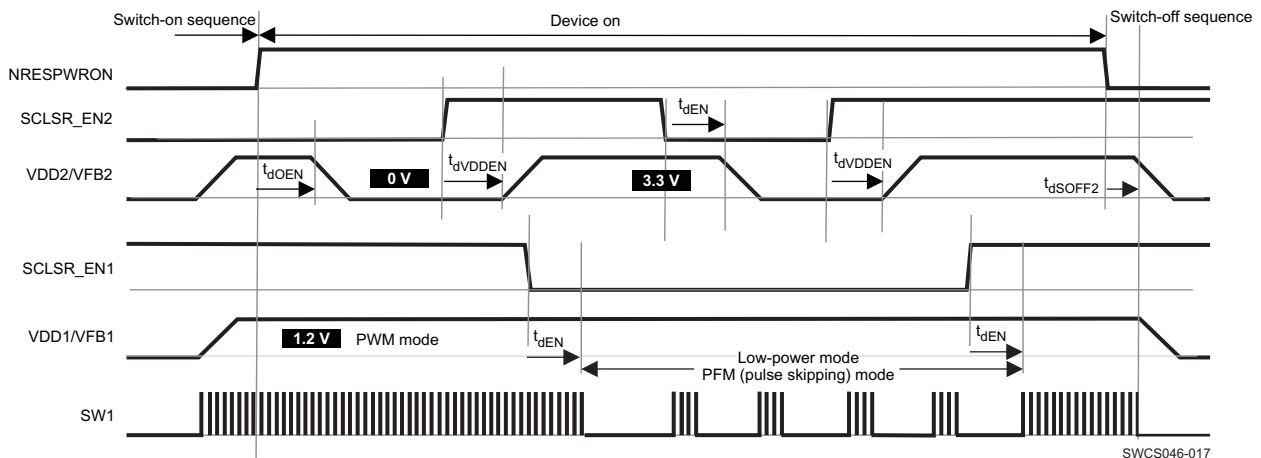 Switch-on sequence
Device on
Switch-off sequence
NRESPWRON
SCLSR_EN2
tdEN
VDD2/VFB2
tdOEN
0 V
tdVDDEN
3.3 V
tdVDDEN
tdSOFF2
SCLSR_EN1
VDD1/VFB1
1.2 V PWM mode
tdEN
tdEN
Low-power mode
PFM (pulse skipping) mode
SW1
SWCS046-017